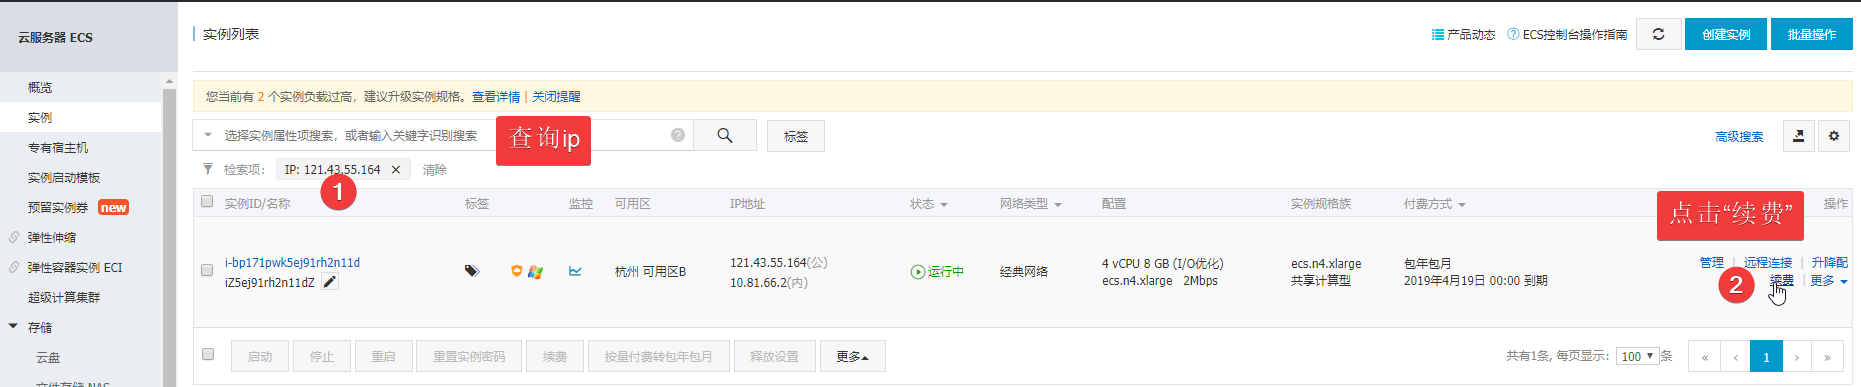 云服务器 ECS
概览
实例
专有宿主机
实例启动模板
预留实例券 new
弹性伸缩
弹性容器实例 ECI
超级计算集群
存储
云盘
文件存储 NAS
实例列表
产品动态 ECS控制台操作指南 创建实例 批量操作
您当前有 2 个实例负载过高，建议升级实例规格。查看详情 | 关闭提醒
选择实例属性项搜索，或者输入关键字识别搜索 ? 标签 高级搜索
查询ip
检索项： IP: 121.43.55.164 × 清除
1
实例ID/名称 标签 监控 可用区 IP地址 状态 网络类型 配置 实例规格族 付费方式 操作
点击“续费”
i-bp171pwk5ej91rh2n11d
iZ5ej91rh2n11dZ
杭州 可用区B
121.43.55.164(公)
10.81.66.2(内)
运行中
经典网络
4 vCPU 8 GB (I/O优化)
ecs.n4.xlarge 2Mbps
ecs.n4.xlarge
共享计算型
包年包月
2019年4月19日 00:00 到期
管理 | 远程连接 | 升降配
续费 | 更多
2
启动 停止 重启 重置实例密码 续费 按量付费转包年包月 释放设置 更多
共有1条, 每页显示： 100 条 « ‹ 1 › »